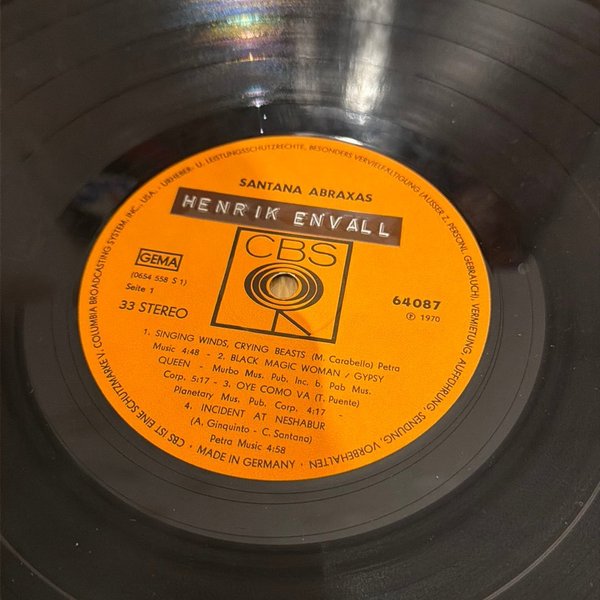 SANTANA ABRAXAS
HENRIK ENVALL
CBS
GEMA
(0654 558 S 1)
Seite 1
33 STEREO
64087
℗ 1970
1. SINGING WINDS, CRYING BEASTS (M. Carabello) Petra
Music 4:48 - 2. BLACK MAGIC WOMAN / GYPSY
QUEEN - Murbo Mus. Pub. Inc. b. Pab Mus.
Corp. 5:17 - 3. OYE COMO VA (T. Puente)
Planetary Mus. Pub. Corp. 4:17 -
4. INCIDENT AT NESHABUR
(A. Ginquinto - C. Santana)
Petra Music 4:58
CBS IST EINE SCHUTZMARKE V. COLUMBIA BROADCASTING SYSTEM, INC., USA. - URHEBER- U. LEISTUNGSSCHUTZRECHTE, BESONDERS VERVIELFÄLTIGUNG (AUSSER Z. PERSÖNL. GEBRAUCH), VERMIETUNG, AUFFÜHRUNG, SENDUNG, VORBEHALTEN - MADE IN GERMANY -